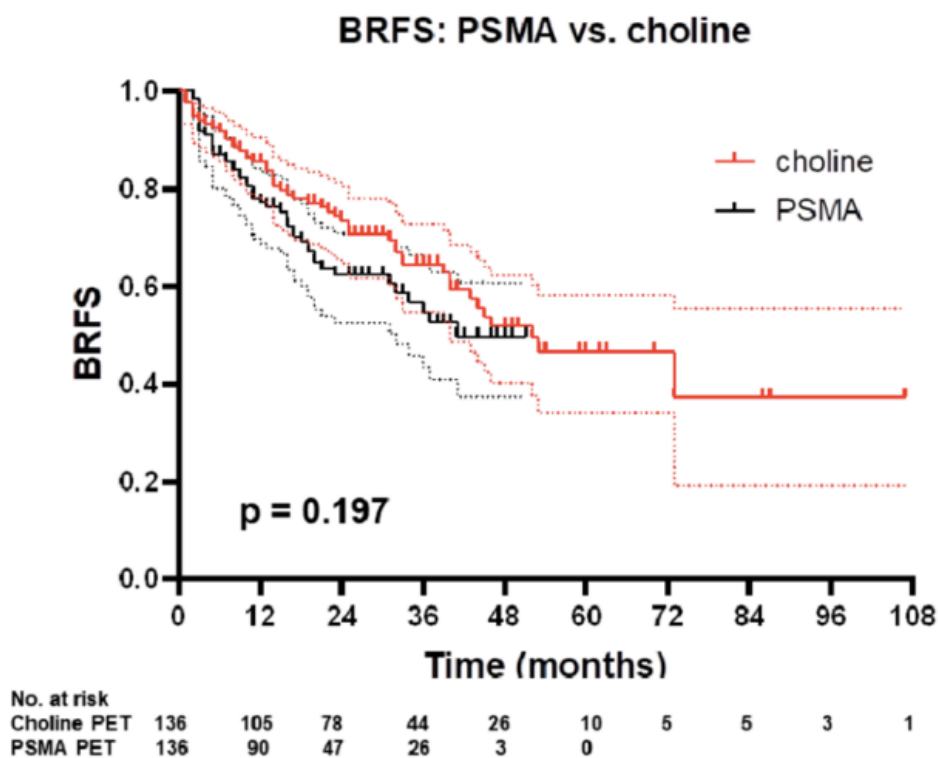 BRFS: PSMA vs. choline
choline
PSMA
BRFS
1.0
0.8
0.6
0.4
0.2
0.0
p = 0.197
0 12 24 36 48 60 72 84 96 108
Time (months)
No. at risk
Choline PET 136 105 78 44 26 10 5 5 3 1
PSMA PET 136 90 47 26 3 0